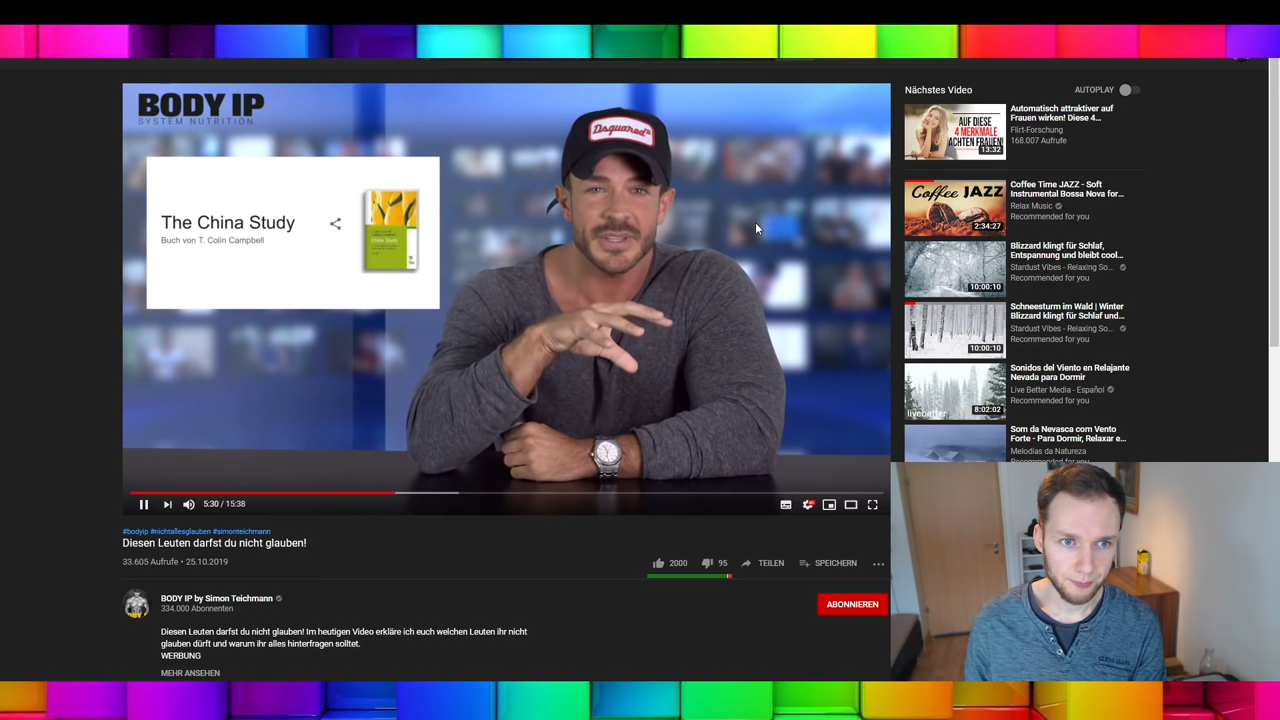 BODY IP
SYSTEM NUTRITION
Dsquared2
The China Study
Buch von T. Colin Campbell
China Study
5:30 / 15:38
#bodyip #nichtallesglauben #simonteichmann
Diesen Leuten darfst du nicht glauben!
33.605 Aufrufe • 25.10.2019
2000
95
TEILEN
SPEICHERN
BODY IP by Simon Teichmann
334.000 Abonnenten
ABONNIEREN
Diesen Leuten darfst du nicht glauben! Im heutigen Video erkläre ich euch welchen Leuten ihr nicht
glauben dürft und warum ihr alles hinterfragen solltet.
WERBUNG
MEHR ANSEHEN
Nächstes Video
AUTOPLAY
AUF DIESE
4 MERKMALE
ACHTEN FRAUEN!
13:32
Automatisch attraktiver auf
Frauen wirken! Diese 4...
Flirt-Forschung
168.007 Aufrufe
Coffee JAZZ
2:34:27
Coffee Time JAZZ - Soft
Instrumental Bossa Nova for...
Relax Music
Recommended for you
10:00:10
Blizzard klingt für Schlaf,
Entspannung und bleibt cool...
Stardust Vibes - Relaxing So...
Recommended for you
10:00:10
Schneesturm im Wald | Winter
Blizzard klingt für Schlaf und...
Stardust Vibes - Relaxing So...
Recommended for you
livebetter
8:02:02
Sonidos del Viento en Relajante
Nevada para Dormir
Live Better Media - Español
Recommended for you
Som da Nevasca com Vento
Forte - Para Dormir, Relaxar e...
Melodias da Natureza
Recommended for you